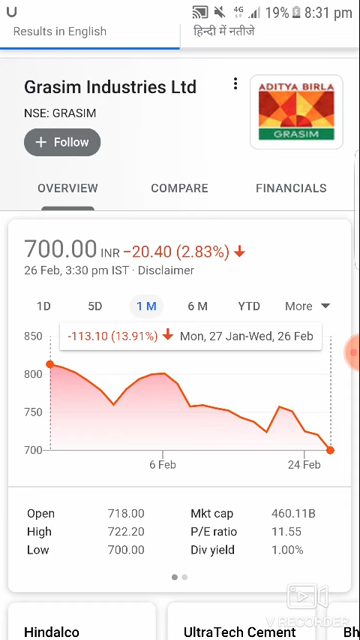 U 4G 19% 8:31 pm
Results in English हिन्दी में नतीजे
Grasim Industries Ltd
NSE: GRASIM
+ Follow
ADITYA BIRLA
GRASIM
OVERVIEW COMPARE FINANCIALS
700.00 INR −20.40 (2.83%)
26 Feb, 3:30 pm IST · Disclaimer
1D 5D 1 M 6 M YTD More
-113.10 (13.91%) Mon, 27 Jan-Wed, 26 Feb
850
800
750
700
6 Feb 24 Feb
Open 718.00 Mkt cap 460.11B
High 722.20 P/E ratio 11.55
Low 700.00 Div yield 1.00%
V RECORDER
Hindalco UltraTech Cement Bh